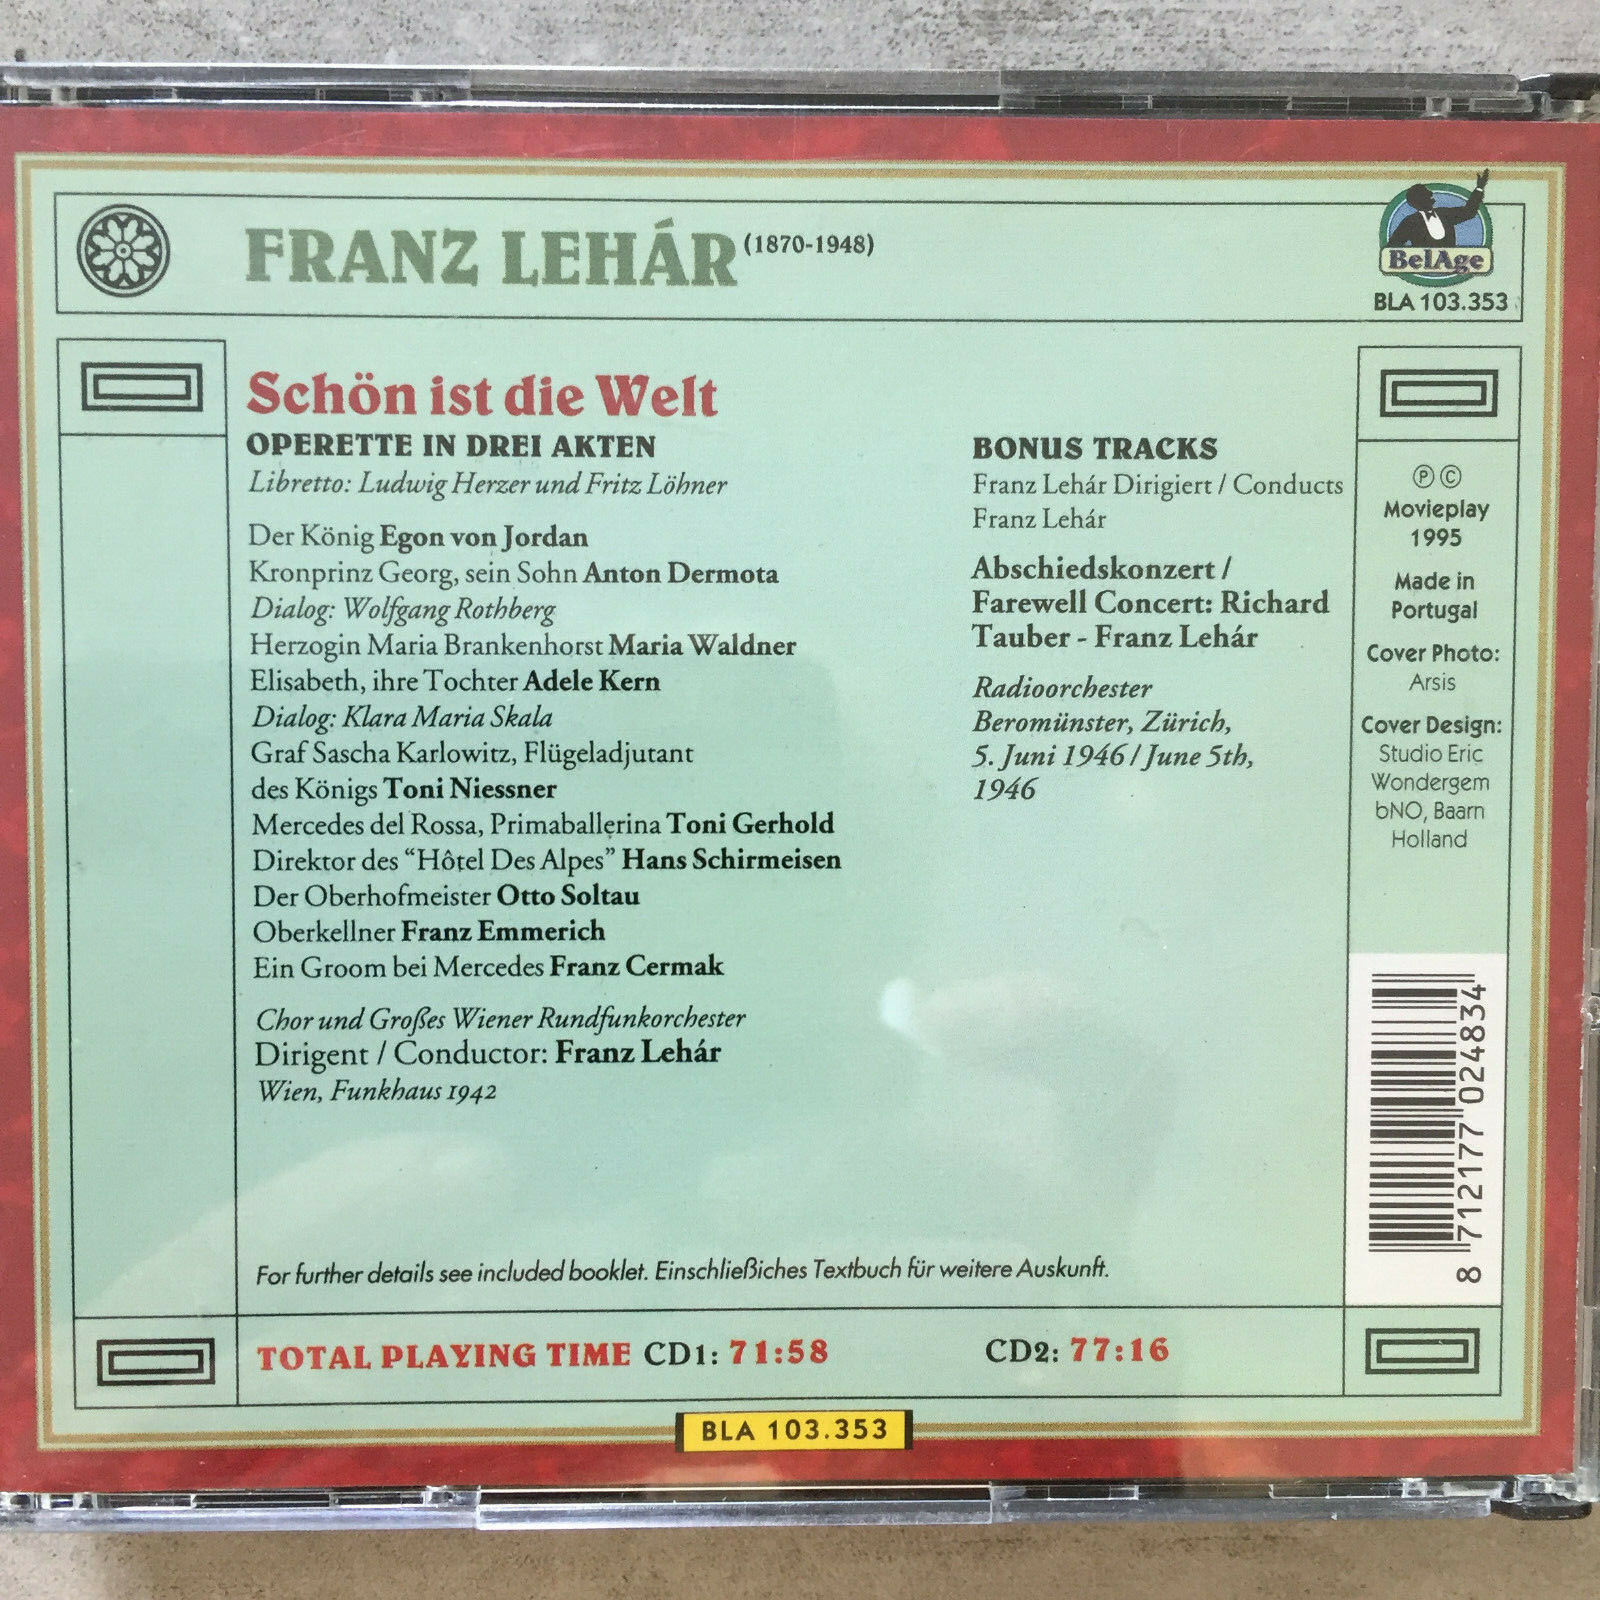 FRANZ LEHÁR (1870-1948)
BelAge
BLA 103.353
Schön ist die Welt
OPERETTE IN DREI AKTEN
Libretto: Ludwig Herzer und Fritz Löhner
Der König Egon von Jordan
Kronprinz Georg, sein Sohn Anton Dermota
Dialog: Wolfgang Rothberg
Herzogin Maria Brankenhorst Maria Waldner
Elisabeth, ihre Tochter Adele Kern
Dialog: Klara Maria Skala
Graf Sascha Karlowitz, Flügeladjutant
des Königs Toni Niessner
Mercedes del Rossa, Primaballerina Toni Gerhold
Direktor des “Hôtel Des Alpes” Hans Schirmeisen
Der Oberhofmeister Otto Soltau
Oberkellner Franz Emmerich
Ein Groom bei Mercedes Franz Cermak
Chor und Großes Wiener Rundfunkorchester
Dirigent / Conductor: Franz Lehár
Wien, Funkhaus 1942
BONUS TRACKS
Franz Lehár Dirigiert / Conducts
Franz Lehár
Abschiedskonzert /
Farewell Concert: Richard
Tauber - Franz Lehár
Radioorchester
Beromünster, Zürich,
5. Juni 1946 / June 5th,
1946
℗ ©
Movieplay
1995
Made in
Portugal
Cover Photo:
Arsis
Cover Design:
Studio Eric
Wondergem
bNO, Baarn
Holland
8 712177 024834
For further details see included booklet. Einschließiches Textbuch für weitere Auskunft.
TOTAL PLAYING TIME CD1: 71:58 CD2: 77:16
BLA 103.353